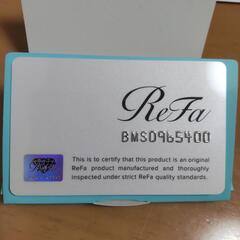 ReFa
BMS0965400
This is to certify that this product is an original
ReFa product manufactured and thoroughly
inspected under strict ReFa quality standards.